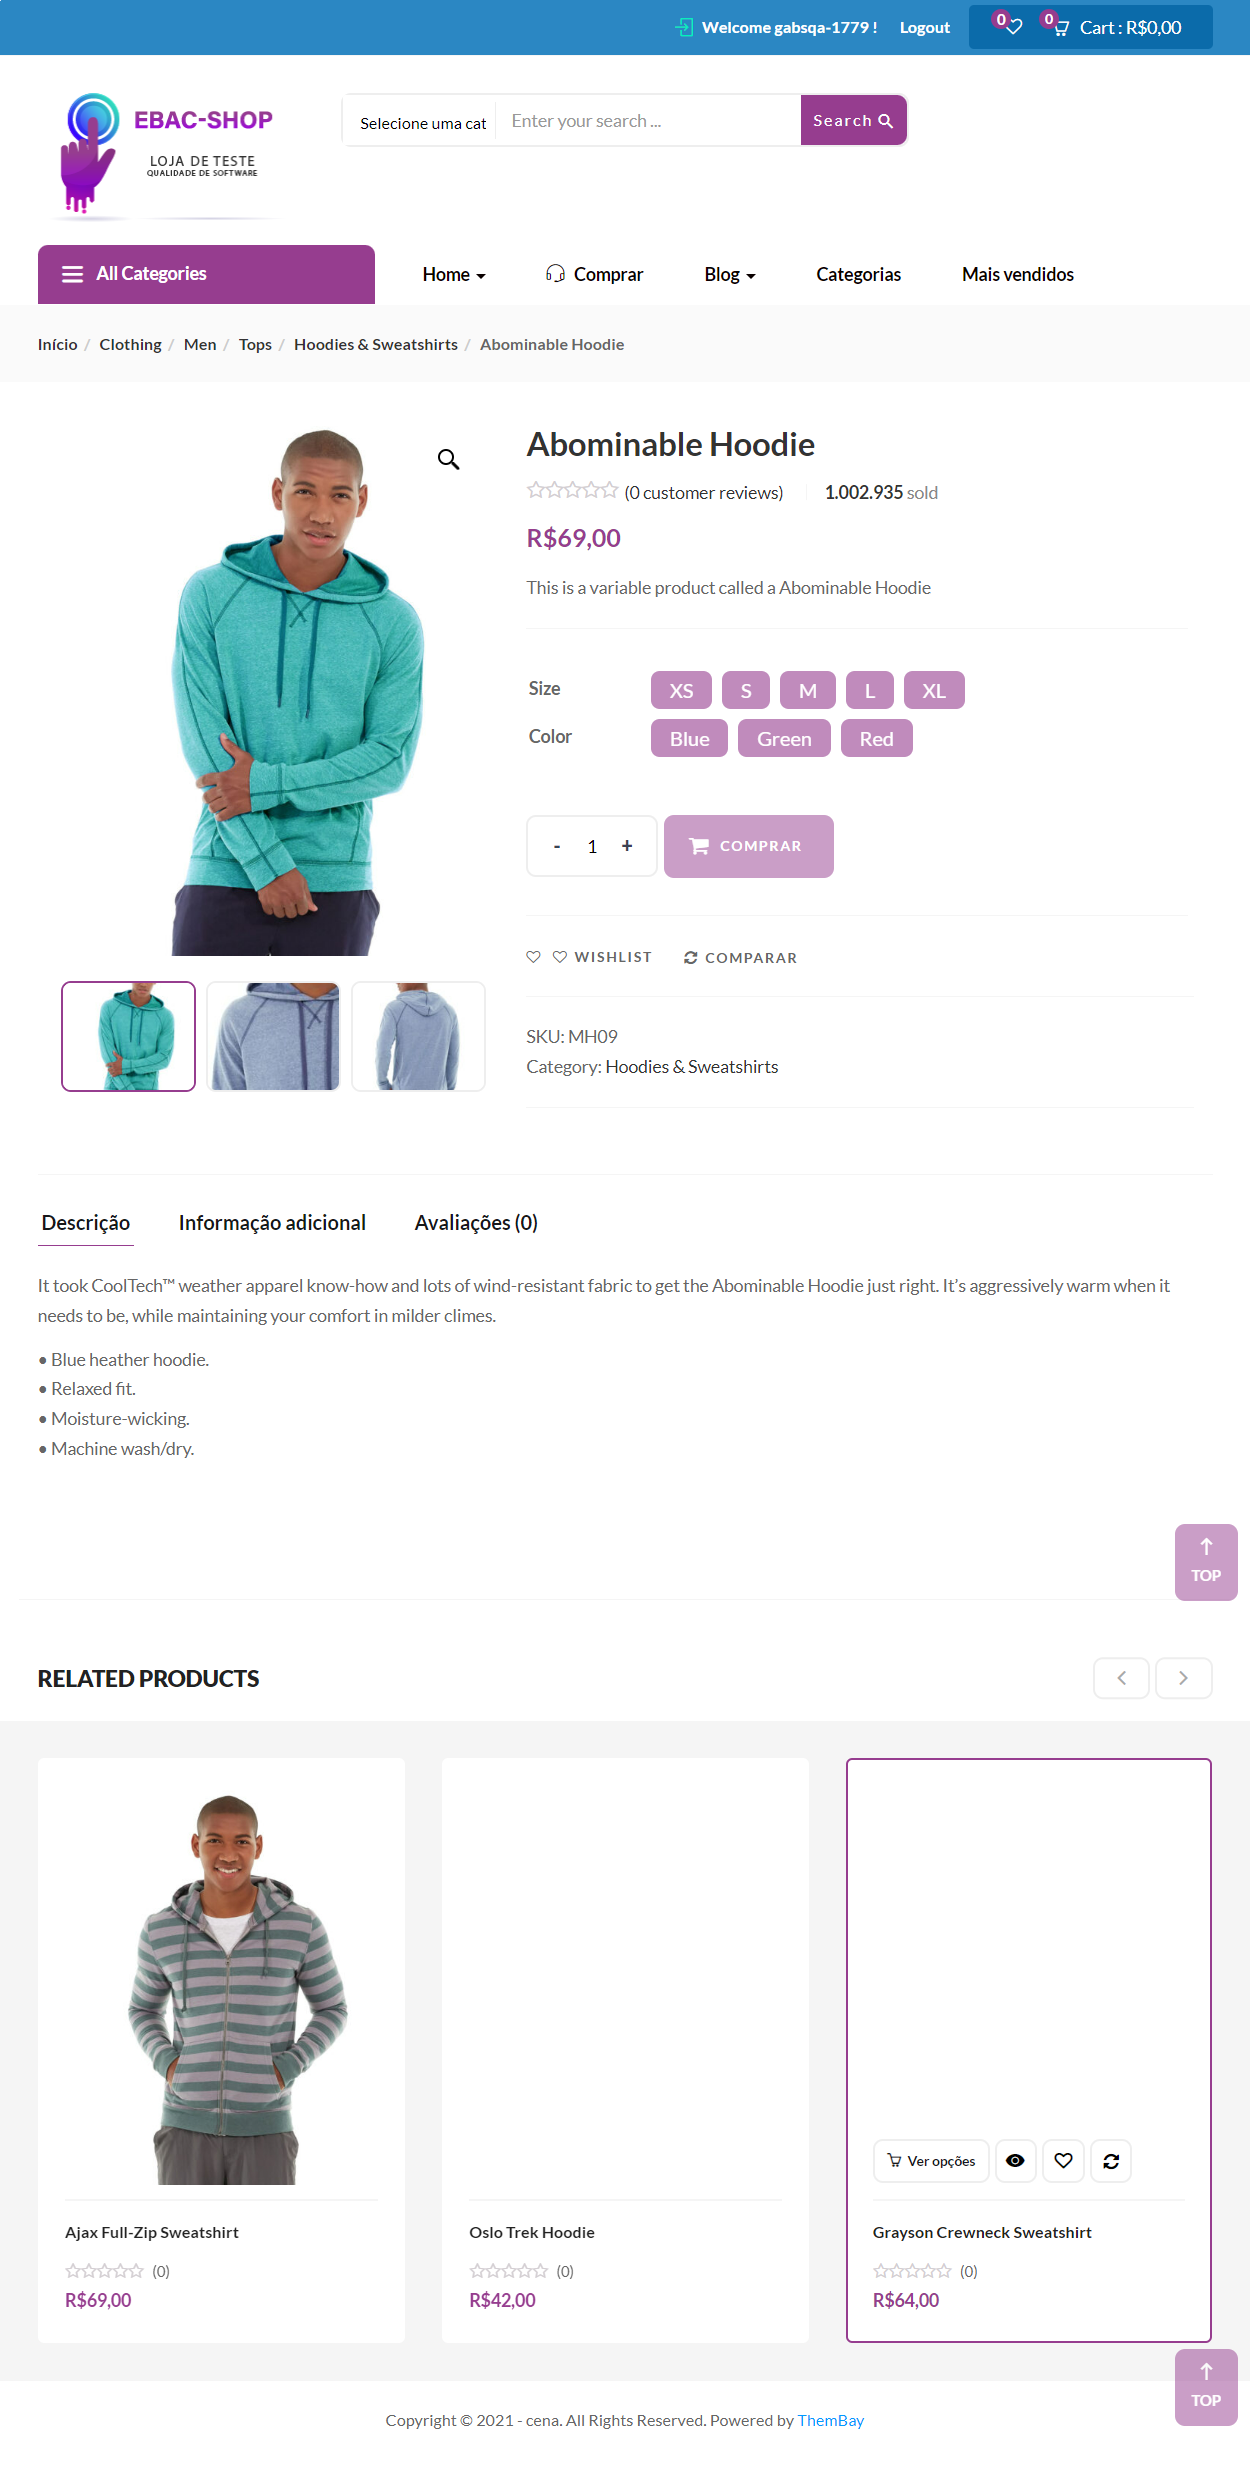 Welcome gabsqa-1779 ! Logout 0 0 Cart : R$0,00
EBAC-SHOP
LOJA DE TESTE
QUALIDADE DE SOFTWARE
Selecione uma cat Enter your search ... Search
All Categories Home Comprar Blog Categorias Mais vendidos
Início / Clothing / Men / Tops / Hoodies & Sweatshirts / Abominable Hoodie
Abominable Hoodie
(0 customer reviews) 1.002.935 sold
R$69,00
This is a variable product called a Abominable Hoodie
Size XS S M L XL
Color Blue Green Red
- 1 + COMPRAR
WISHLIST COMPARAR
SKU: MH09
Category: Hoodies & Sweatshirts
Descrição Informação adicional Avaliações (0)
It took CoolTech™ weather apparel know-how and lots of wind-resistant fabric to get the Abominable Hoodie just right. It’s aggressively warm when it
needs to be, while maintaining your comfort in milder climes.
• Blue heather hoodie.
• Relaxed fit.
• Moisture-wicking.
• Machine wash/dry.
TOP
RELATED PRODUCTS
Ver opções
Ajax Full-Zip Sweatshirt Oslo Trek Hoodie Grayson Crewneck Sweatshirt
(0) (0) (0)
R$69,00 R$42,00 R$64,00
TOP
Copyright © 2021 - cena. All Rights Reserved. Powered by ThemBay